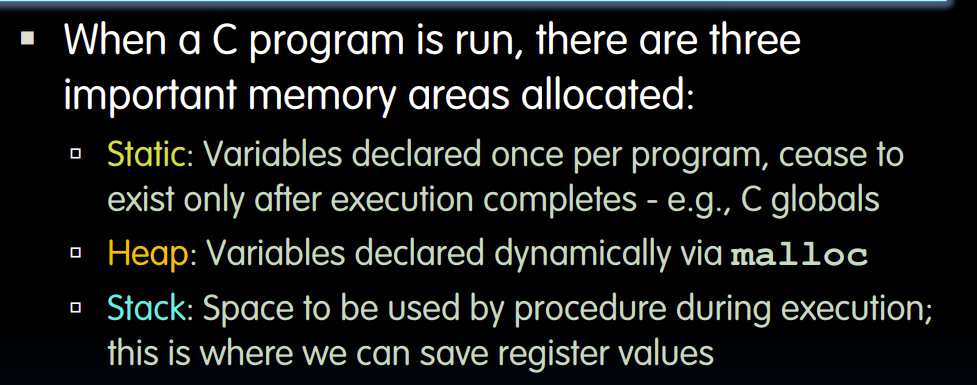 ▪ When a C program is run, there are three
important memory areas allocated:
▫ Static: Variables declared once per program, cease to
exist only after execution completes - e.g., C globals
▫ Heap: Variables declared dynamically via malloc
▫ Stack: Space to be used by procedure during execution;
this is where we can save register values